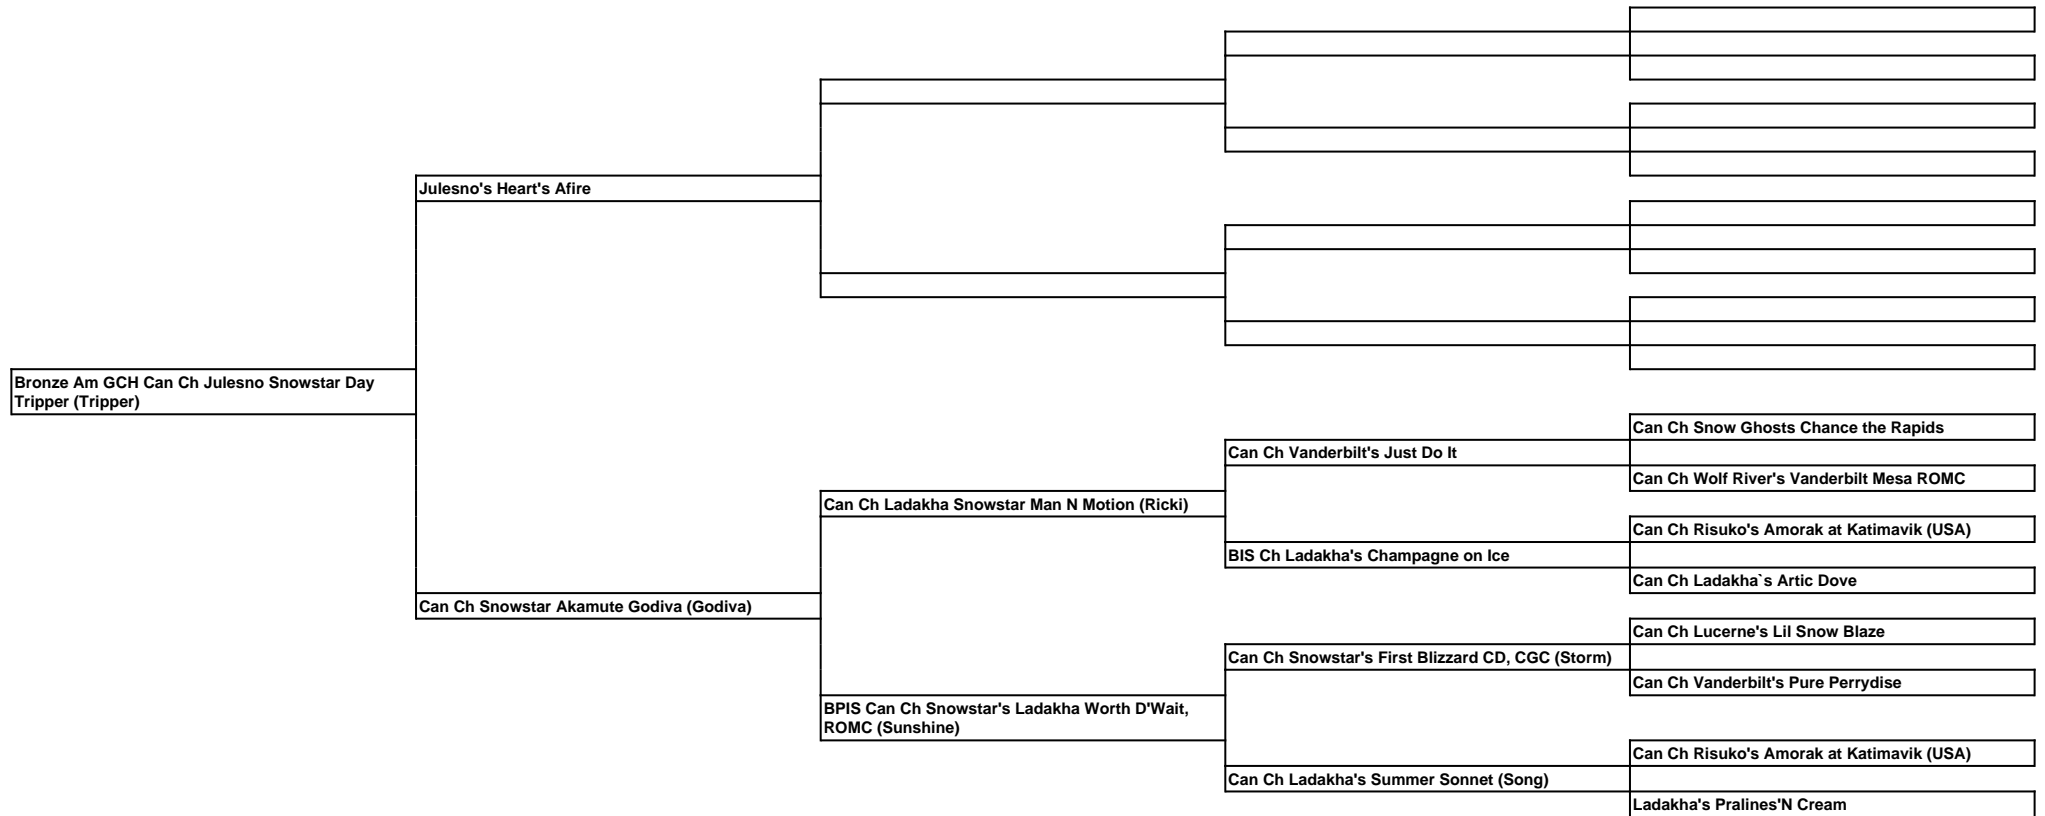 Julesno's Heart's Afire
Bronze Am GCH Can Ch Julesno Snowstar Day
Tripper (Tripper)
Can Ch Snow Ghosts Chance the Rapids
Can Ch Vanderbilt's Just Do It
Can Ch Wolf River's Vanderbilt Mesa ROMC
Can Ch Ladakha Snowstar Man N Motion (Ricki)
Can Ch Risuko's Amorak at Katimavik (USA)
BIS Ch Ladakha's Champagne on Ice
Can Ch Ladakha`s Artic Dove
Can Ch Snowstar Akamute Godiva (Godiva)
Can Ch Lucerne's Lil Snow Blaze
Can Ch Snowstar's First Blizzard CD, CGC (Storm)
Can Ch Vanderbilt's Pure Perrydise
BPIS Can Ch Snowstar's Ladakha Worth D'Wait,
ROMC (Sunshine)
Can Ch Risuko's Amorak at Katimavik (USA)
Can Ch Ladakha's Summer Sonnet (Song)
Ladakha's Pralines'N Cream